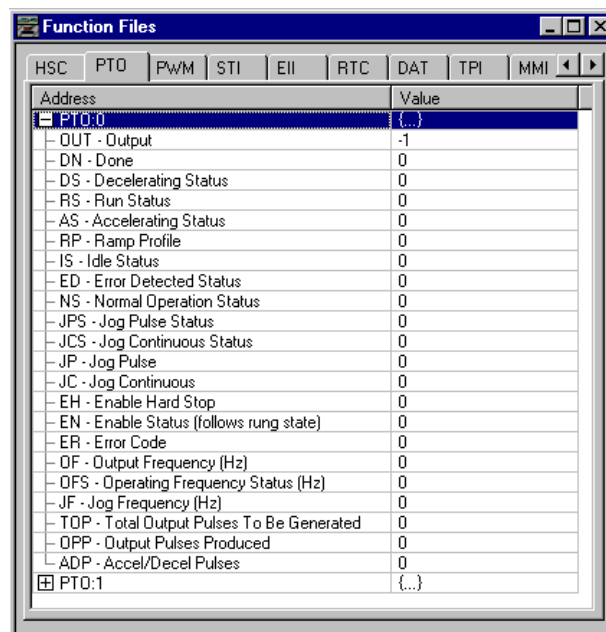 Function Files
HSC PTO PWM STI EII RTC DAT TPI MMI
Address Value
PTO:0 {...}
OUT - Output -1
DN - Done 0
DS - Decelerating Status 0
RS - Run Status 0
AS - Accelerating Status 0
RP - Ramp Profile 0
IS - Idle Status 0
ED - Error Detected Status 0
NS - Normal Operation Status 0
JPS - Jog Pulse Status 0
JCS - Jog Continuous Status 0
JP - Jog Pulse 0
JC - Jog Continuous 0
EH - Enable Hard Stop 0
EN - Enable Status (follows rung state) 0
ER - Error Code 0
OF - Output Frequency (Hz) 0
OFS - Operating Frequency Status (Hz) 0
JF - Jog Frequency (Hz) 0
TOP - Total Output Pulses To Be Generated 0
OPP - Output Pulses Produced 0
ADP - Accel/Decel Pulses 0
PTO:1 {...}